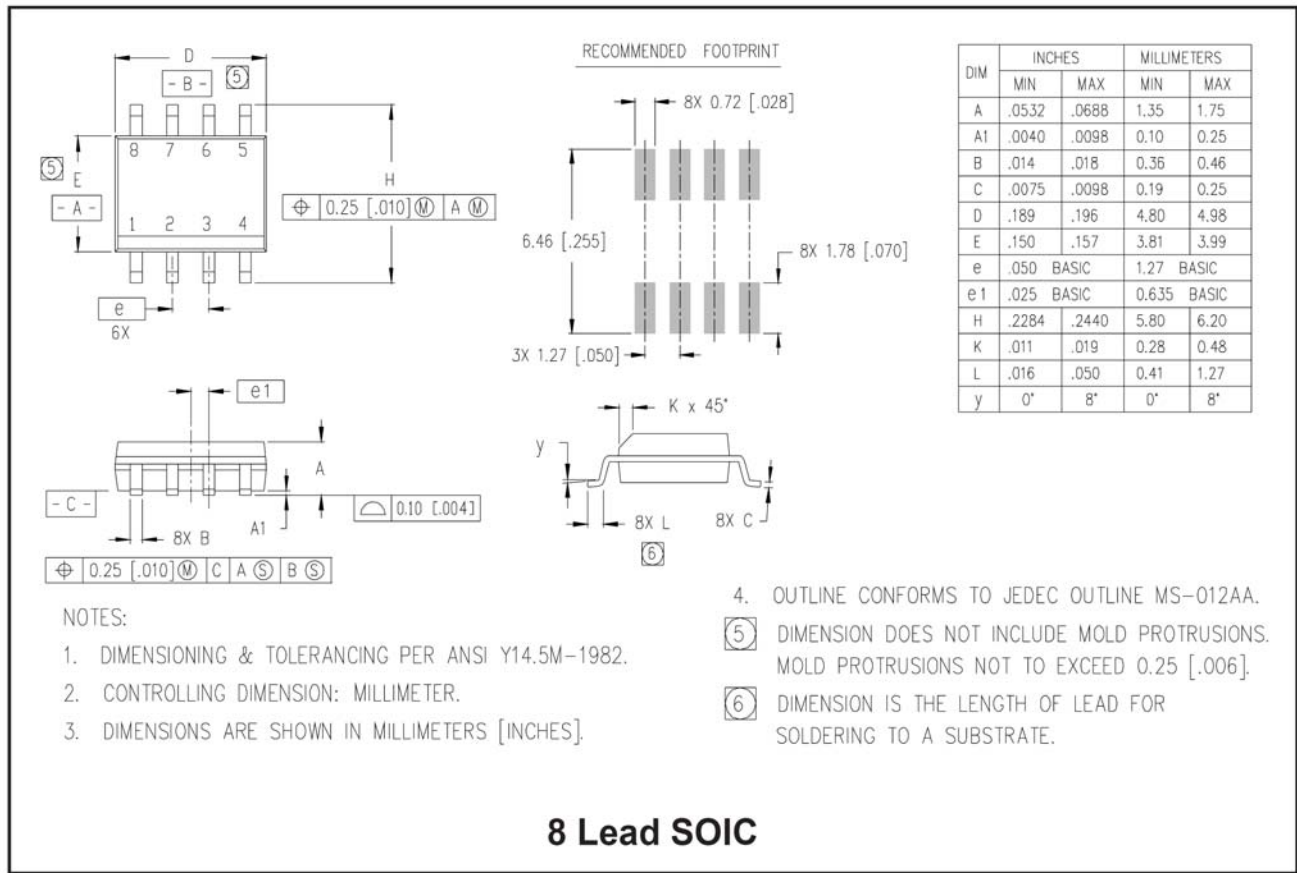 RECOMMENDED FOOTPRINT
D
- B -
5
8 7 6 5
5
E
- A -
H
⌖ 0.25 [.010] Ⓜ A Ⓜ
1 2 3 4
e
6X
8X 0.72 [.028]
6.46 [.255]
8X 1.78 [.070]
3X 1.27 [.050]
DIM INCHES MILLIMETERS
MIN MAX MIN MAX
A .0532 .0688 1.35 1.75
A1 .0040 .0098 0.10 0.25
B .014 .018 0.36 0.46
C .0075 .0098 0.19 0.25
D .189 .196 4.80 4.98
E .150 .157 3.81 3.99
e .050 BASIC 1.27 BASIC
e1 .025 BASIC 0.635 BASIC
H .2284 .2440 5.80 6.20
K .011 .019 0.28 0.48
L .016 .050 0.41 1.27
y 0° 8° 0° 8°
e1
A
- C -
A1
8X B
⌓ 0.10 [.004]
⌖ 0.25 [.010] Ⓜ C A Ⓢ B Ⓢ
K x 45°
y
8X L
6
8X C
NOTES:
1. DIMENSIONING & TOLERANCING PER ANSI Y14.5M-1982.
2. CONTROLLING DIMENSION: MILLIMETER.
3. DIMENSIONS ARE SHOWN IN MILLIMETERS [INCHES].
4. OUTLINE CONFORMS TO JEDEC OUTLINE MS-012AA.
5 DIMENSION DOES NOT INCLUDE MOLD PROTRUSIONS.
MOLD PROTRUSIONS NOT TO EXCEED 0.25 [.006].
6 DIMENSION IS THE LENGTH OF LEAD FOR
SOLDERING TO A SUBSTRATE.
8 Lead SOIC